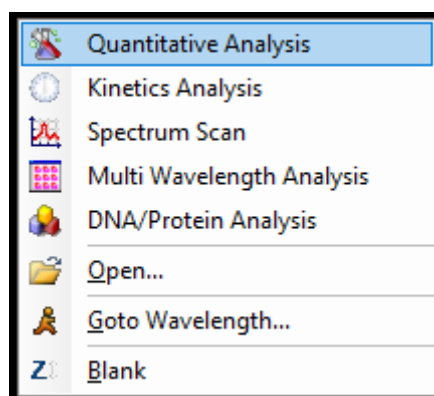 Quantitative Analysis
Kinetics Analysis
Spectrum Scan
Multi Wavelength Analysis
DNA/Protein Analysis
Open...
Goto Wavelength...
Blank